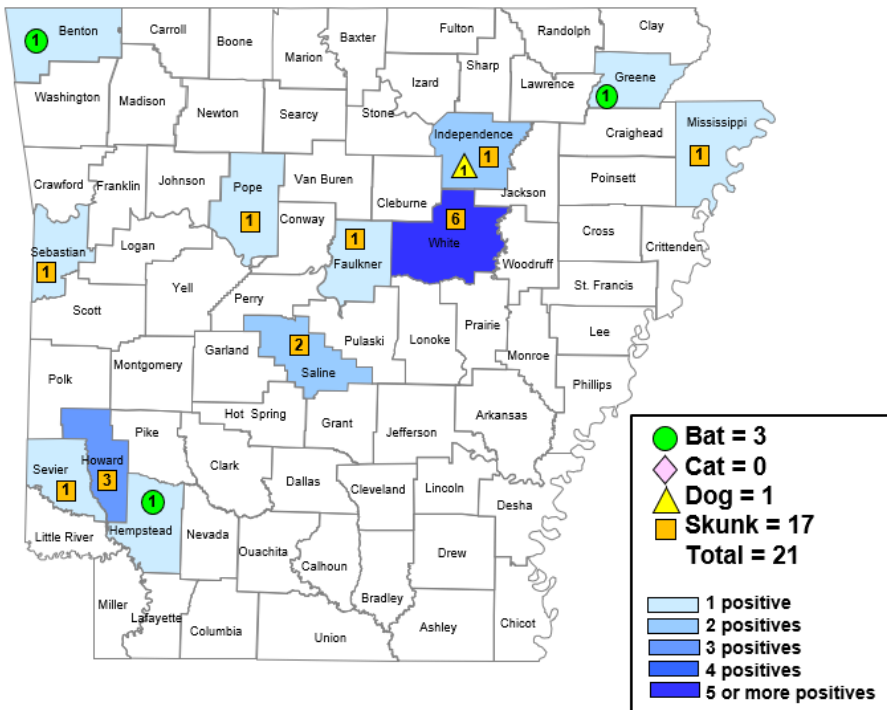 Benton
1
Carroll
Boone
Marion
Baxter
Fulton
Randolph
Clay
Sharp
Izard
Lawrence
Greene
1
Washington
Madison
Newton
Searcy
Stone
Independence
1
1
Craighead
Mississippi
1
Crawford
Franklin
Johnson
Pope
1
Van Buren
Cleburne
Jackson
Poinsett
Sebastian
1
Logan
Conway
1
Faulkner
6
White
Woodruff
Cross
Crittenden
Scott
Yell
Perry
St. Francis
Polk
Montgomery
Garland
2
Saline
Pulaski
Lonoke
Prairie
Monroe
Lee
Phillips
Hot Spring
Grant
Jefferson
Arkansas
Sevier
1
Howard
3
Pike
Clark
Dallas
Cleveland
Lincoln
Desha
Little River
1
Hempstead
Nevada
Ouachita
Calhoun
Bradley
Drew
Miller
Lafayette
Columbia
Union
Ashley
Chicot
Bat = 3
Cat = 0
Dog = 1
Skunk = 17
Total = 21
1 positive
2 positives
3 positives
4 positives
5 or more positives